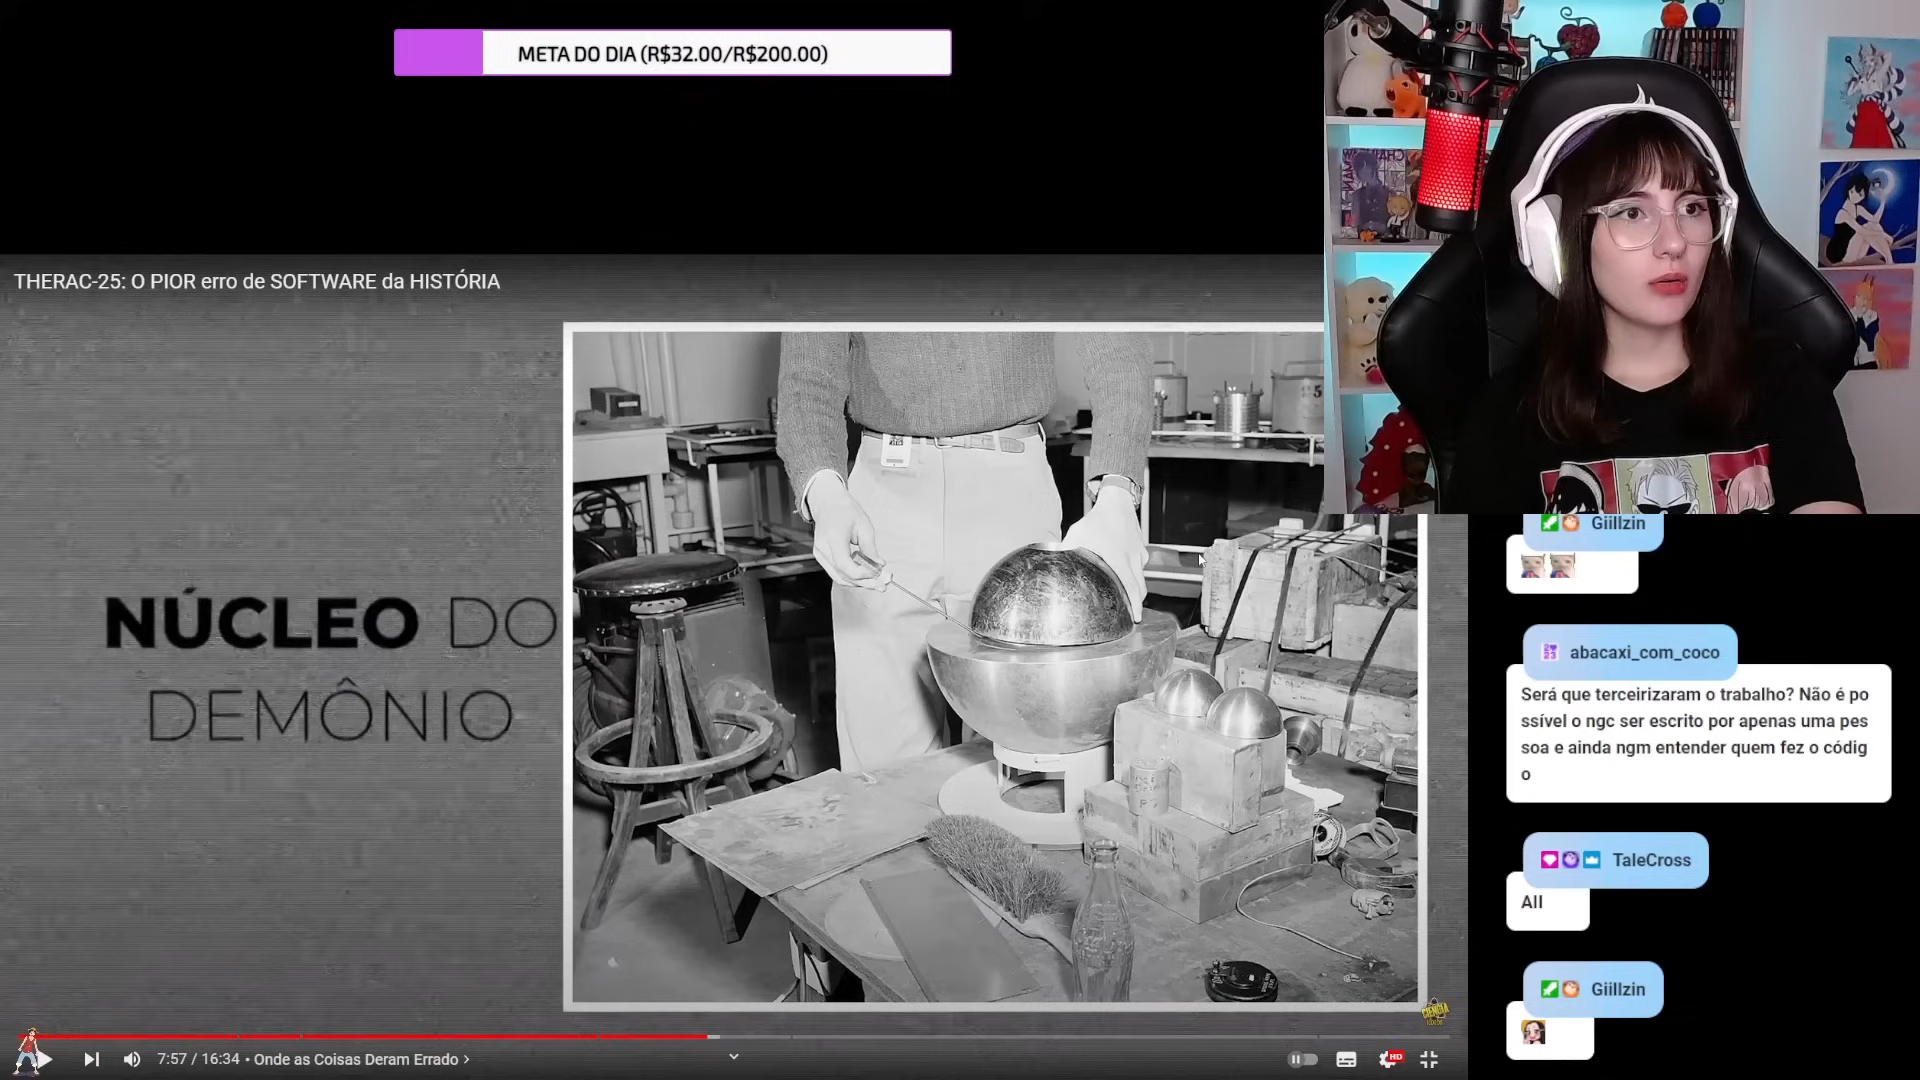 META DO DIA (R$32.00/R$200.00)
THERAC-25: O PIOR erro de SOFTWARE da HISTÓRIA
NÚCLEO DO
DEMÔNIO
Giillzin
abacaxi_com_coco
Será que terceirizaram o trabalho? Não é po
ssível o ngc ser escrito por apenas uma pes
soa e ainda ngm entender quem fez o códig
o
TaleCross
All
Giillzin
CIÊNCIA
7:57 / 16:34 • Onde as Coisas Deram Errado >
HD